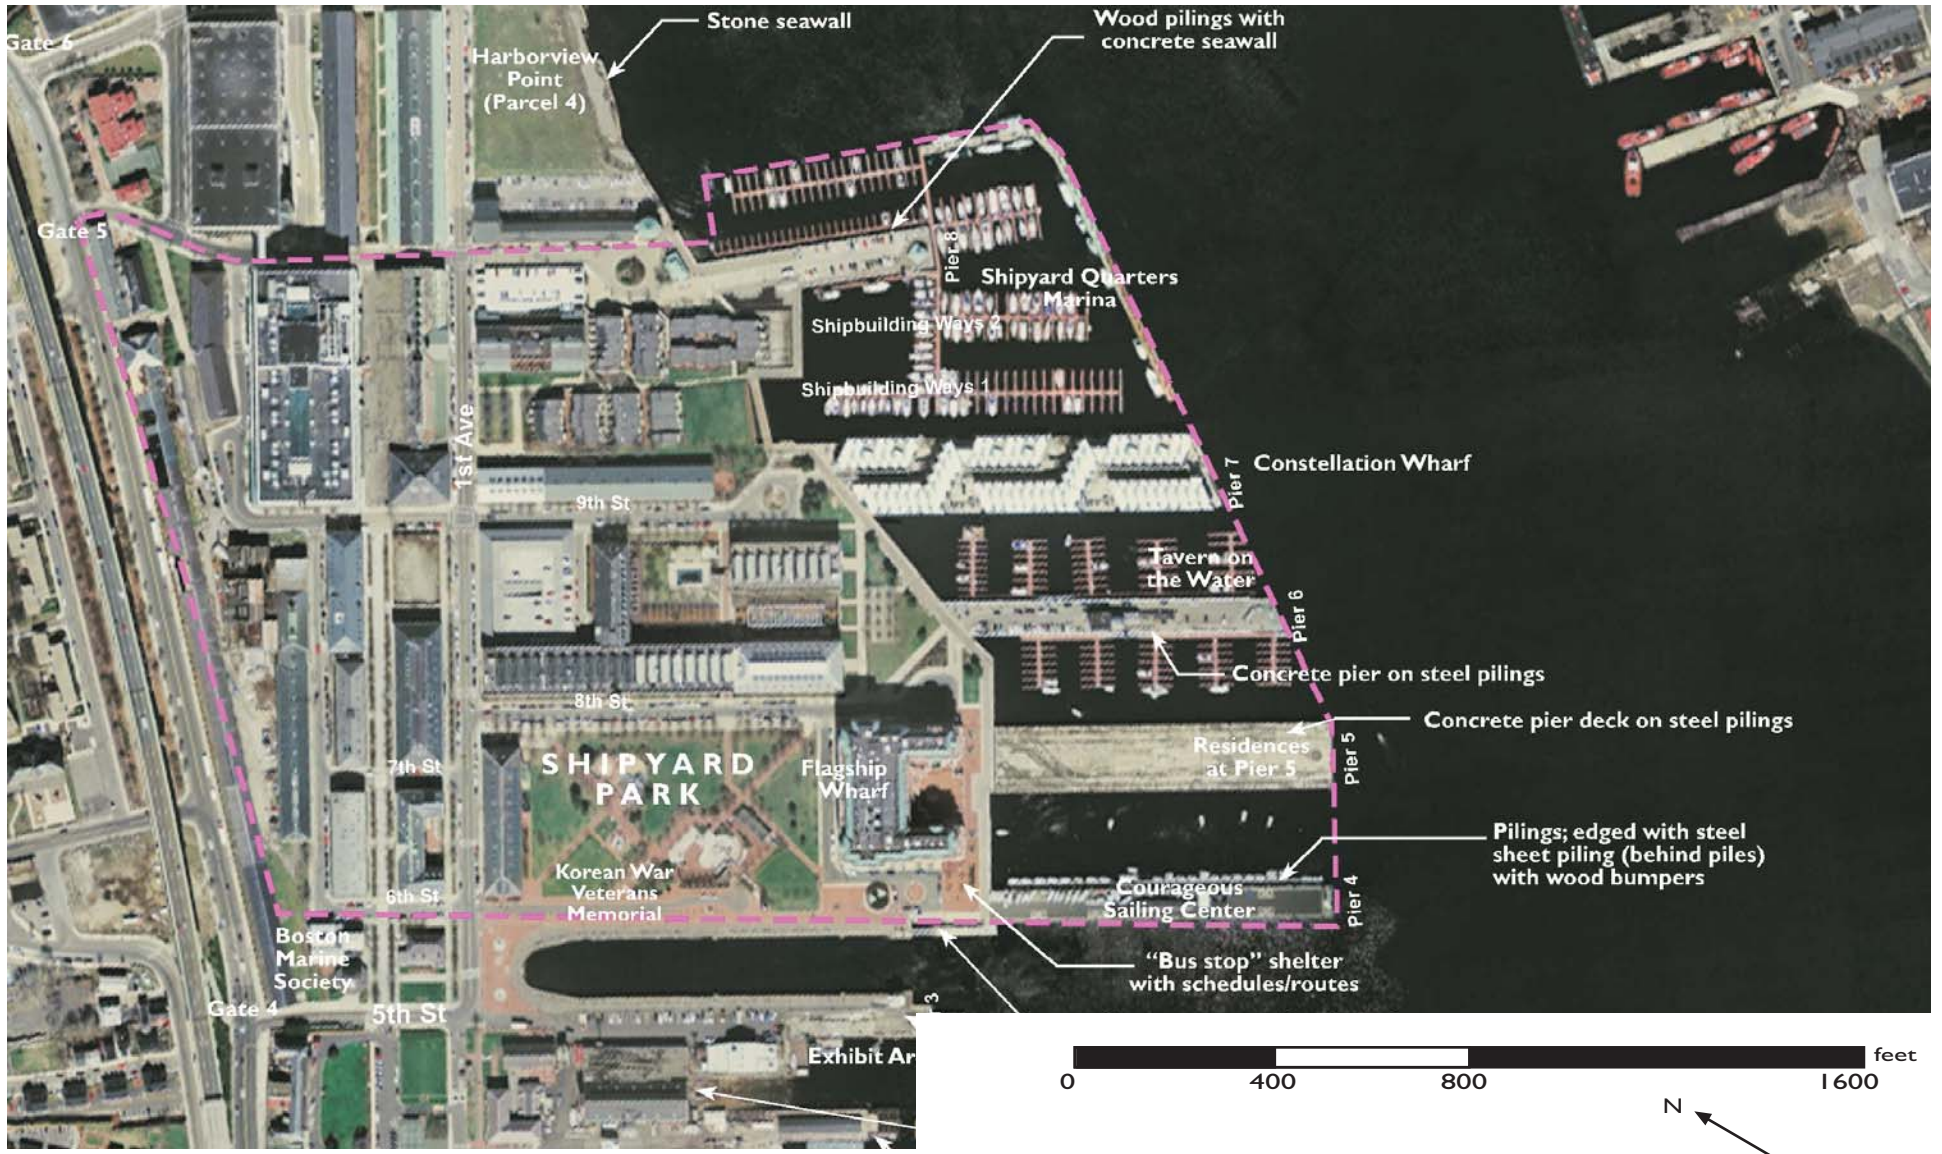 Stone seawall
Wood pilings with
concrete seawall
Gate 6
Harborview
Point
(Parcel 4)
Gate 5
Pier 8
Shipyard Quarters
Marina
Shipbuilding Ways 2
Shipbuilding Ways 1
1st Ave
Constellation Wharf
Pier 7
9th St
Tavern on
the Water
Pier 6
Concrete pier on steel pilings
8th St
Concrete pier deck on steel pilings
Residences
at Pier 5
Pier 5
SHIPYARD
PARK
7th St
Flagship
Wharf
Pilings; edged with steel
sheet piling (behind piles)
with wood bumpers
Korean War
Veterans
Memorial
6th St
Courageous
Sailing Center
Pier 4
Boston
Marine
Society
"Bus stop" shelter
with schedules/routes
Gate 4
5th St
3
Exhibit Ar
feet
0 400 800 1600
N